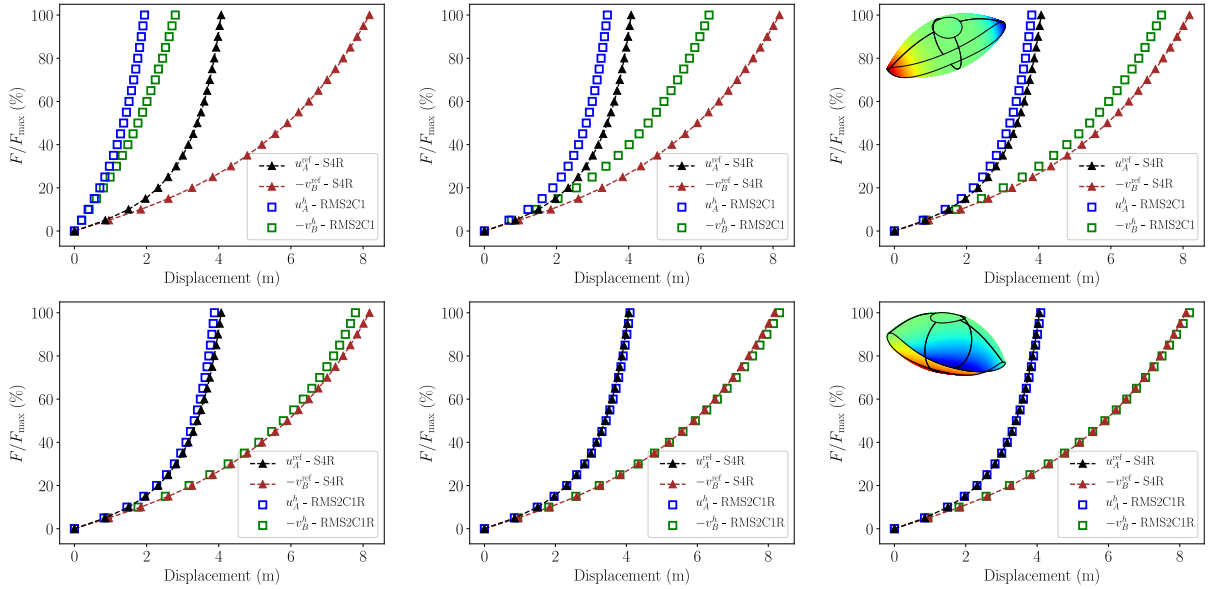 100
80
60
40
20
0
F/F_max (%)
u_A^ref - S4R
−v_B^ref - S4R
u_A^h - RMS2C1
−v_B^h - RMS2C1
0 2 4 6 8
Displacement (m)
100
80
60
40
20
0
F/F_max (%)
u_A^ref - S4R
−v_B^ref - S4R
u_A^h - RMS2C1
−v_B^h - RMS2C1
0 2 4 6 8
Displacement (m)
100
80
60
40
20
0
F/F_max (%)
u_A^ref - S4R
−v_B^ref - S4R
u_A^h - RMS2C1
−v_B^h - RMS2C1
0 2 4 6 8
Displacement (m)
100
80
60
40
20
0
F/F_max (%)
u_A^ref - S4R
−v_B^ref - S4R
u_A^h - RMS2C1R
−v_B^h - RMS2C1R
0 2 4 6 8
Displacement (m)
100
80
60
40
20
0
F/F_max (%)
u_A^ref - S4R
−v_B^ref - S4R
u_A^h - RMS2C1R
−v_B^h - RMS2C1R
0 2 4 6 8
Displacement (m)
100
80
60
40
20
0
F/F_max (%)
u_A^ref - S4R
−v_B^ref - S4R
u_A^h - RMS2C1R
−v_B^h - RMS2C1R
0 2 4 6 8
Displacement (m)